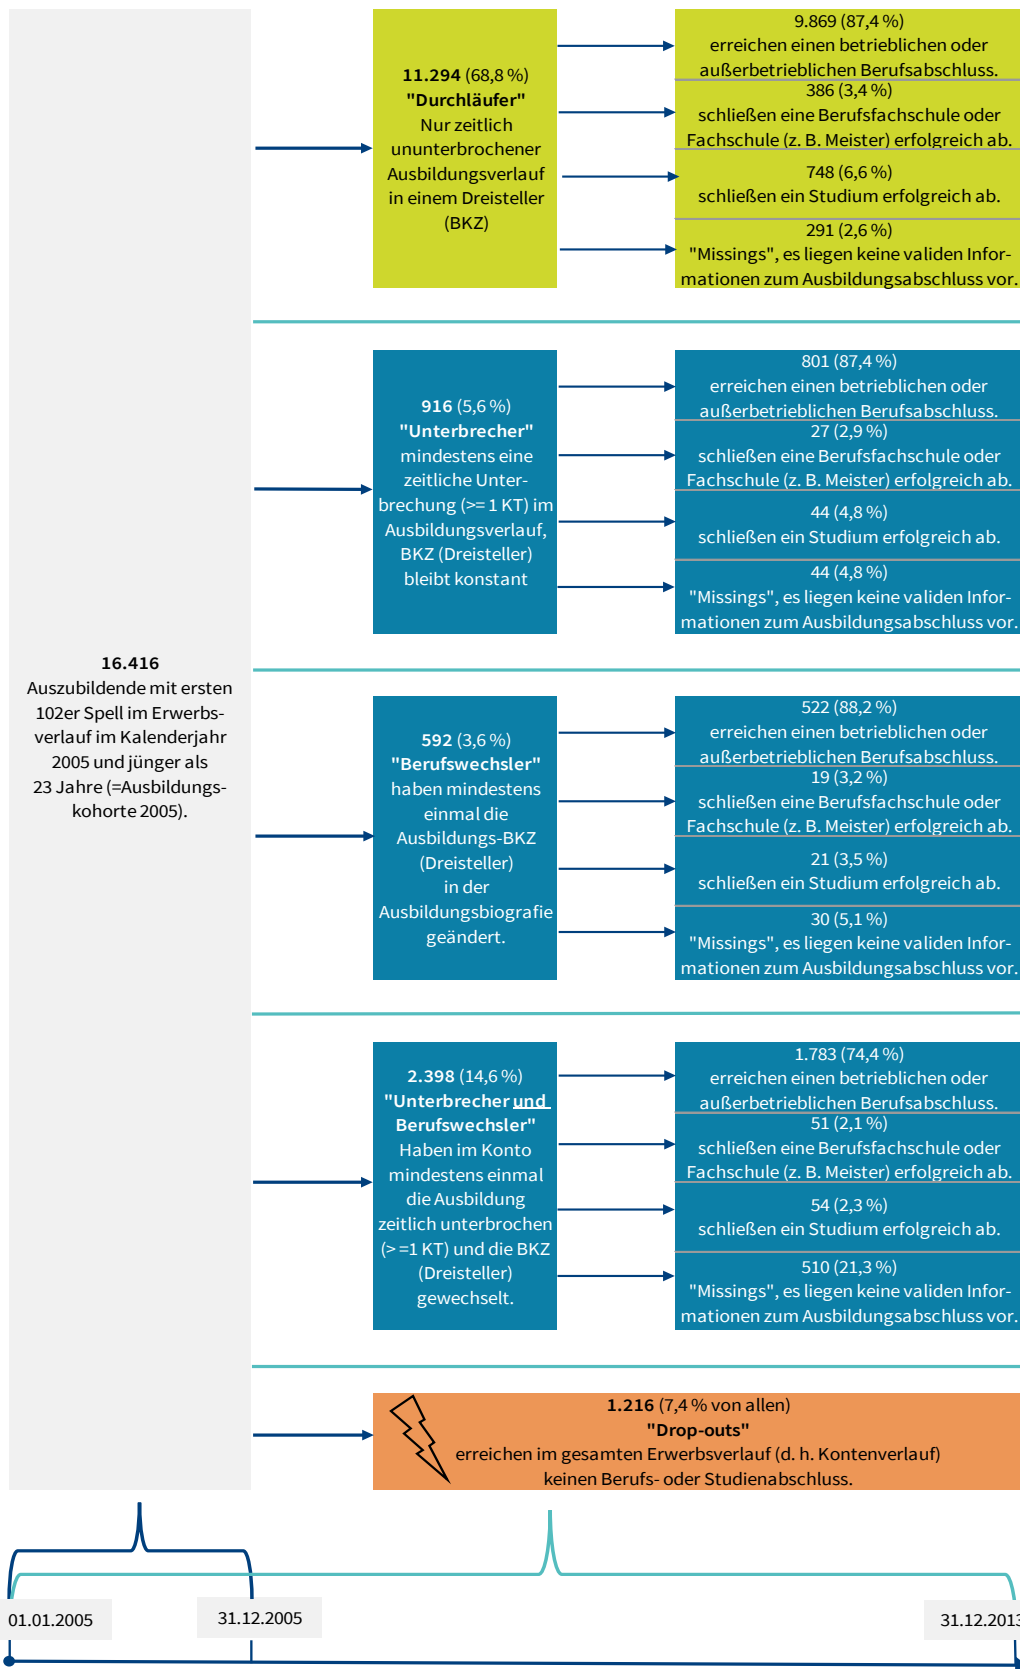 16.416
Auszubildende mit ersten
102er Spell im Erwerbs-
verlauf im Kalenderjahr
2005 und jünger als
23 Jahre (=Ausbildungs-
kohorte 2005).
11.294 (68,8 %)
"Durchläufer"
Nur zeitlich
ununterbrochener
Ausbildungsverlauf
in einem Dreisteller
(BKZ)
9.869 (87,4 %)
erreichen einen betrieblichen oder
außerbetrieblichen Berufsabschluss.
386 (3,4 %)
schließen eine Berufsfachschule oder
Fachschule (z. B. Meister) erfolgreich ab.
748 (6,6 %)
schließen ein Studium erfolgreich ab.
291 (2,6 %)
"Missings", es liegen keine validen Infor-
mationen zum Ausbildungsabschluss vor.
916 (5,6 %)
"Unterbrecher"
mindestens eine
zeitliche Unter-
brechung (>= 1 KT) im
Ausbildungsverlauf,
BKZ (Dreisteller)
bleibt konstant
801 (87,4 %)
erreichen einen betrieblichen oder
außerbetrieblichen Berufsabschluss.
27 (2,9 %)
schließen eine Berufsfachschule oder
Fachschule (z. B. Meister) erfolgreich ab.
44 (4,8 %)
schließen ein Studium erfolgreich ab.
44 (4,8 %)
"Missings", es liegen keine validen Infor-
mationen zum Ausbildungsabschluss vor.
592 (3,6 %)
"Berufswechsler"
haben mindestens
einmal die
Ausbildungs-BKZ
(Dreisteller)
in der
Ausbildungsbiografie
geändert.
522 (88,2 %)
erreichen einen betrieblichen oder
außerbetrieblichen Berufsabschluss.
19 (3,2 %)
schließen eine Berufsfachschule oder
Fachschule (z. B. Meister) erfolgreich ab.
21 (3,5 %)
schließen ein Studium erfolgreich ab.
30 (5,1 %)
"Missings", es liegen keine validen Infor-
mationen zum Ausbildungsabschluss vor.
2.398 (14,6 %)
"Unterbrecher und
Berufswechsler"
Haben im Konto
mindestens einmal
die Ausbildung
zeitlich unterbrochen
(> =1 KT) und die BKZ
(Dreisteller)
gewechselt.
1.783 (74,4 %)
erreichen einen betrieblichen oder
außerbetrieblichen Berufsabschluss.
51 (2,1 %)
schließen eine Berufsfachschule oder
Fachschule (z. B. Meister) erfolgreich ab.
54 (2,3 %)
schließen ein Studium erfolgreich ab.
510 (21,3 %)
"Missings", es liegen keine validen Infor-
mationen zum Ausbildungsabschluss vor.
1.216 (7,4 % von allen)
"Drop-outs"
erreichen im gesamten Erwerbsverlauf (d. h. Kontenverlauf)
keinen Berufs- oder Studienabschluss.
01.01.2005
31.12.2005
31.12.2013